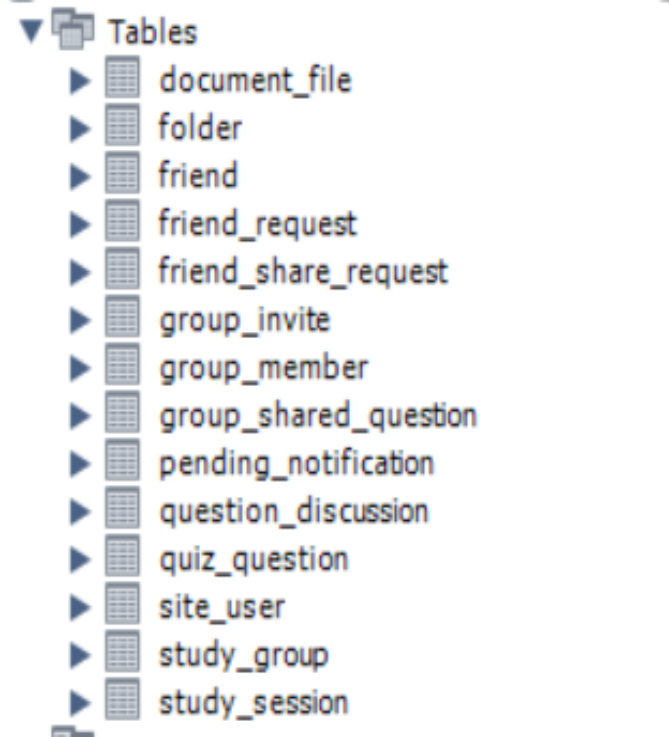 Tables
document_file
folder
friend
friend_request
friend_share_request
group_invite
group_member
group_shared_question
pending_notification
question_discussion
quiz_question
site_user
study_group
study_session